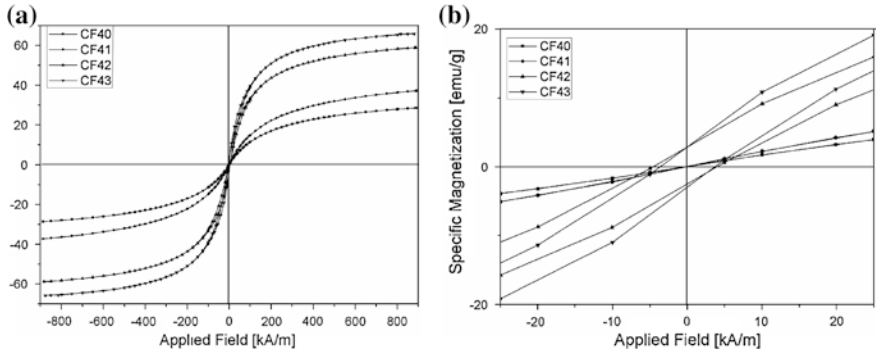 (a)
60
40
20
0
-20
-40
-60
CF40
CF41
CF42
CF43
-800 -600 -400 -200 0 200 400 600 800
Applied Field [kA/m]
(b)
Specific Magnetization [emu/g]
20
0
-20
CF40
CF41
CF42
CF43
-20 -10 0 10 20
Applied Field [kA/m]